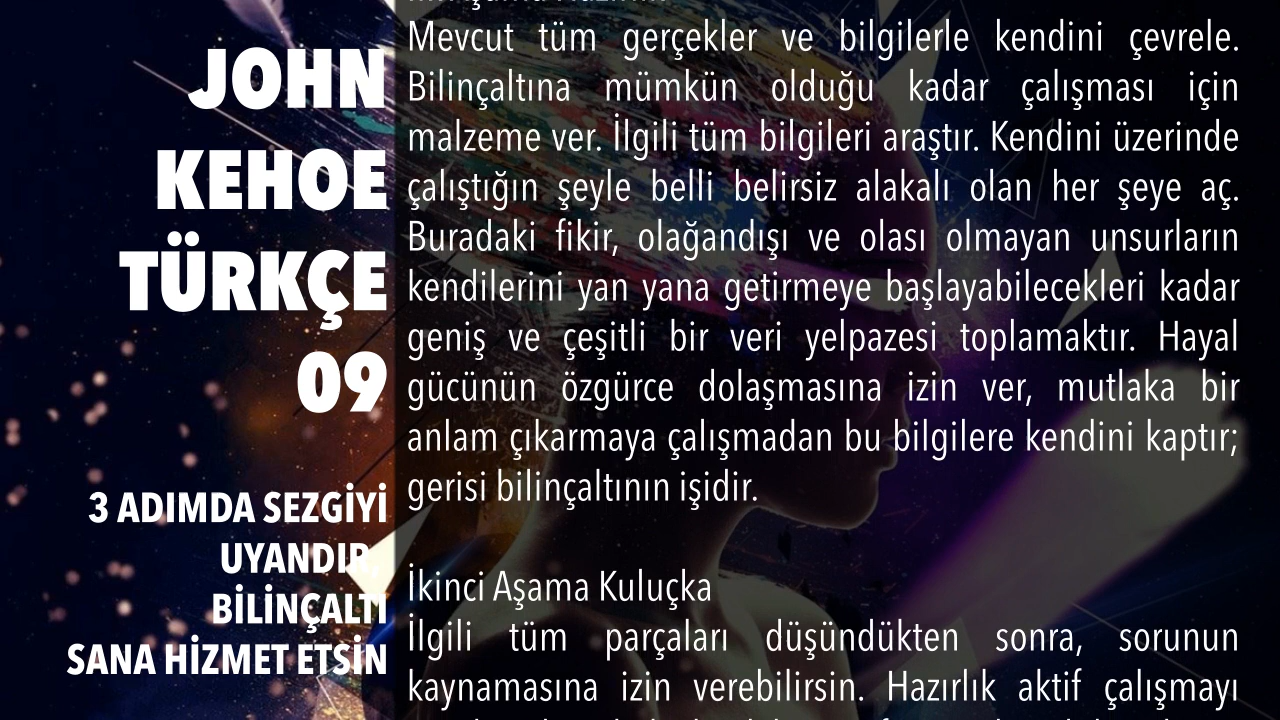 JOHN
KEHOE
TÜRKÇE
09
3 ADIMDA SEZGİYİ
UYANDIR,
BİLİNÇALTI
SANA HİZMET ETSİN
Mevcut tüm gerçekler ve bilgilerle kendini çevrele.
Bilinçaltına mümkün olduğu kadar çalışması için
malzeme ver. İlgili tüm bilgileri araştır. Kendini üzerinde
çalıştığın şeyle belli belirsiz alakalı olan her şeye aç.
Buradaki fikir, olağandışı ve olası olmayan unsurların
kendilerini yan yana getirmeye başlayabilecekleri kadar
geniş ve çeşitli bir veri yelpazesi toplamaktır. Hayal
gücünün özgürce dolaşmasına izin ver, mutlaka bir
anlam çıkarmaya çalışmadan bu bilgilere kendini kaptır;
gerisi bilinçaltının işidir.
İkinci Aşama Kuluçka
İlgili tüm parçaları düşündükten sonra, sorunun
kaynamasına izin verebilirsin. Hazırlık aktif çalışmayı